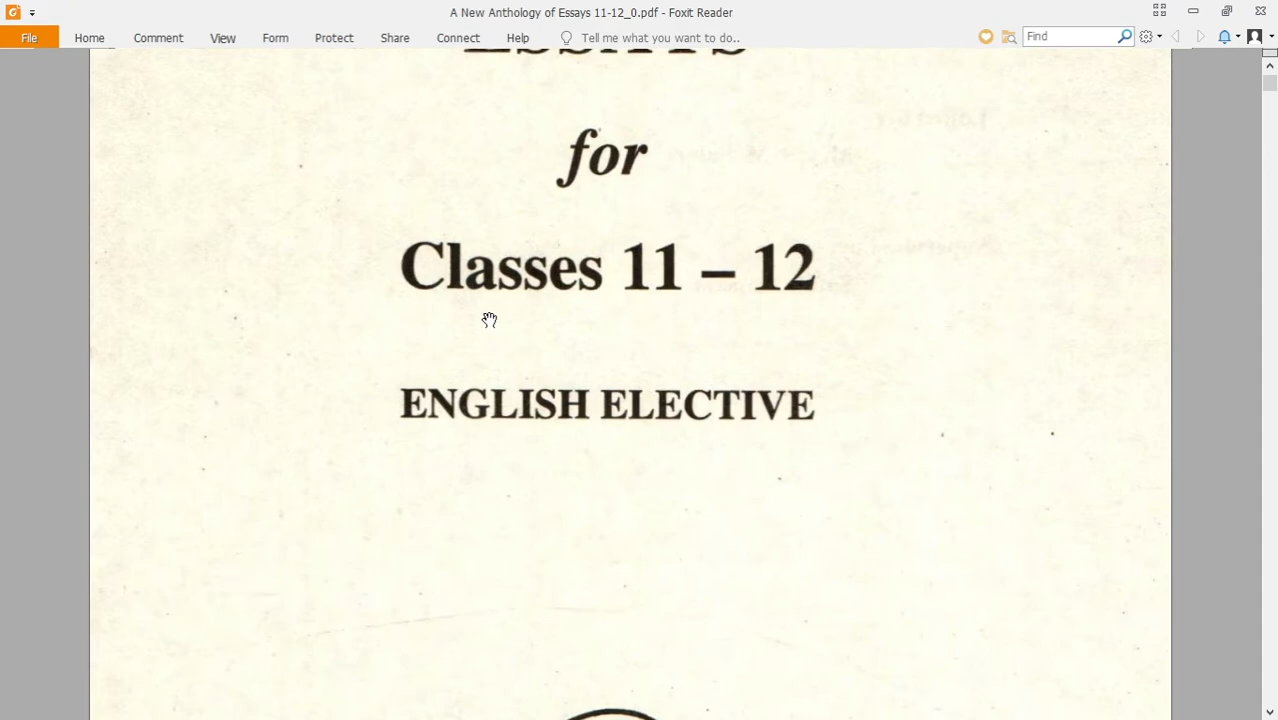 A New Anthology of Essays 11-12_0.pdf - Foxit Reader
File Home Comment View Form Protect Share Connect Help Tell me what you want to do.. Find
ESSAYS
for
Classes 11 – 12
ENGLISH ELECTIVE